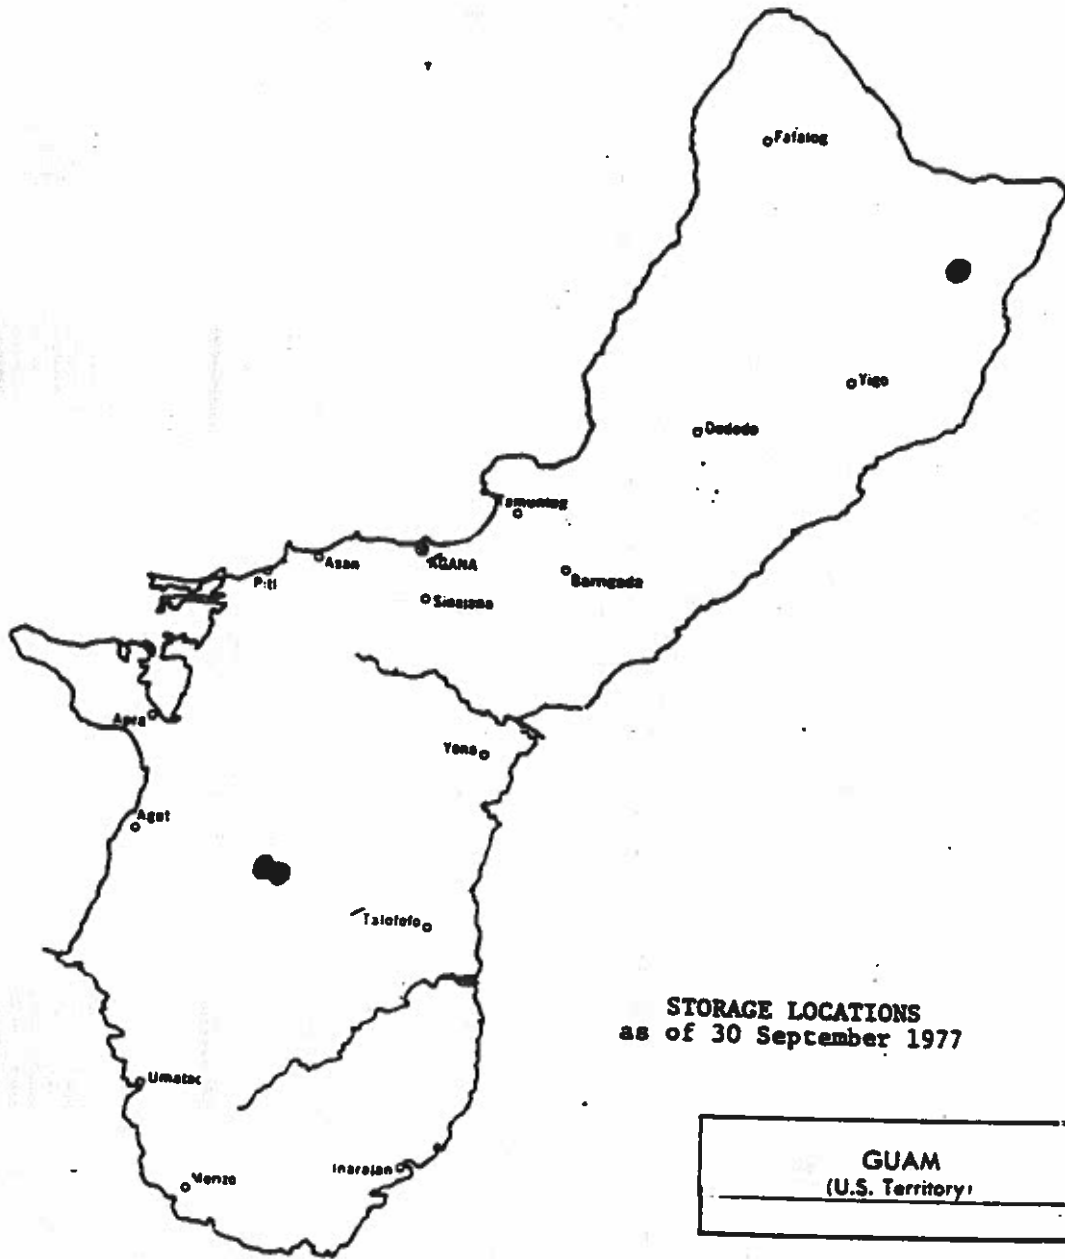 Fafalog
Yigo
Dededo
Tamuning
Asan
AGANA
Piti
Barrigada
Sinajana
Apra
Yona
Agat
Talofofo
STORAGE LOCATIONS
as of 30 September 1977
Umatac
GUAM
(U.S. Territory)
Inarajan
Merizo